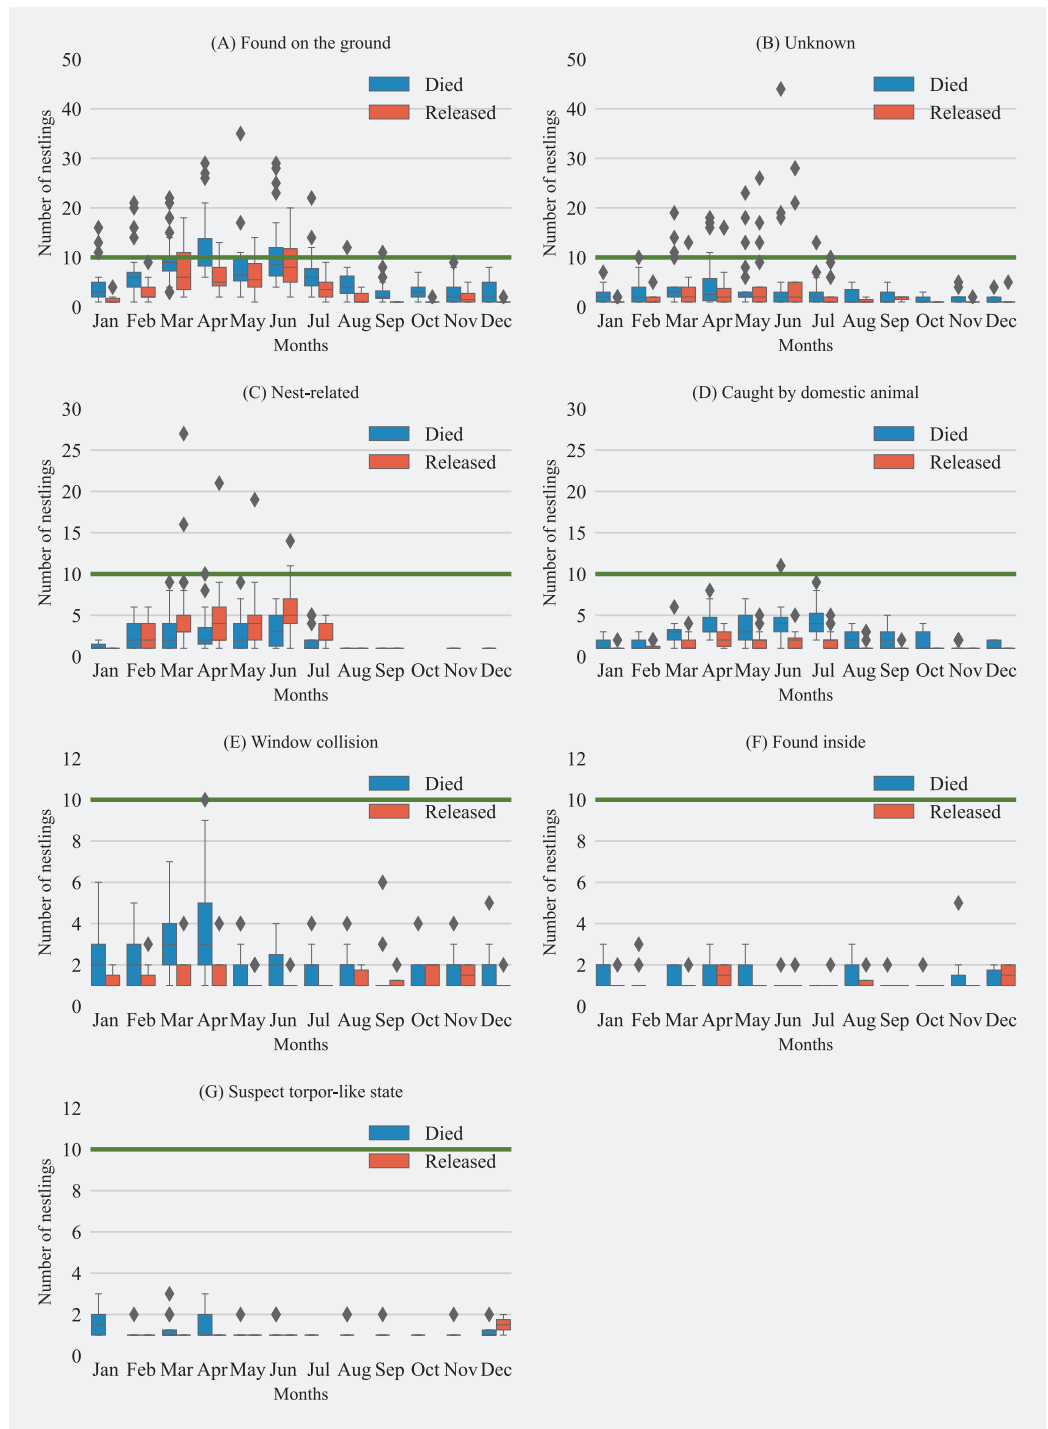 (A) Found on the ground
50
40
30
20
10
0
Number of nestlings
Died
Released
Jan Feb Mar Apr May Jun Jul Aug Sep Oct Nov Dec
Months
(B) Unknown
50
40
30
20
10
0
Number of nestlings
Died
Released
Jan Feb Mar Apr May Jun Jul Aug Sep Oct Nov Dec
Months
(C) Nest-related
30
25
20
15
10
5
0
Number of nestlings
Died
Released
Jan Feb Mar Apr May Jun Jul Aug Sep Oct Nov Dec
Months
(D) Caught by domestic animal
30
25
20
15
10
5
0
Number of nestlings
Died
Released
Jan Feb Mar Apr May Jun Jul Aug Sep Oct Nov Dec
Months
(E) Window collision
12
10
8
6
4
2
0
Number of nestlings
Died
Released
Jan Feb Mar Apr May Jun Jul Aug Sep Oct Nov Dec
Months
(F) Found inside
12
10
8
6
4
2
0
Number of nestlings
Died
Released
Jan Feb Mar Apr May Jun Jul Aug Sep Oct Nov Dec
Months
(G) Suspect torpor-like state
12
10
8
6
4
2
0
Number of nestlings
Died
Released
Jan Feb Mar Apr May Jun Jul Aug Sep Oct Nov Dec
Months